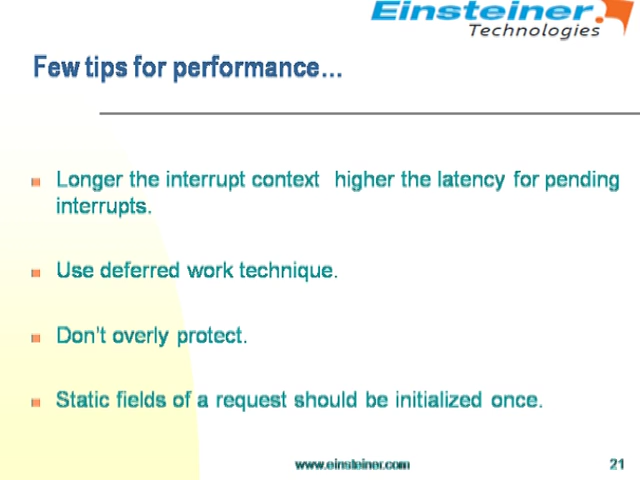 Einsteiner
Technologies
Few tips for performance...
Longer the interrupt context higher the latency for pending
interrupts.
Use deferred work technique.
Don't overly protect.
Static fields of a request should be initialized once.
www.einsteiner.com
21